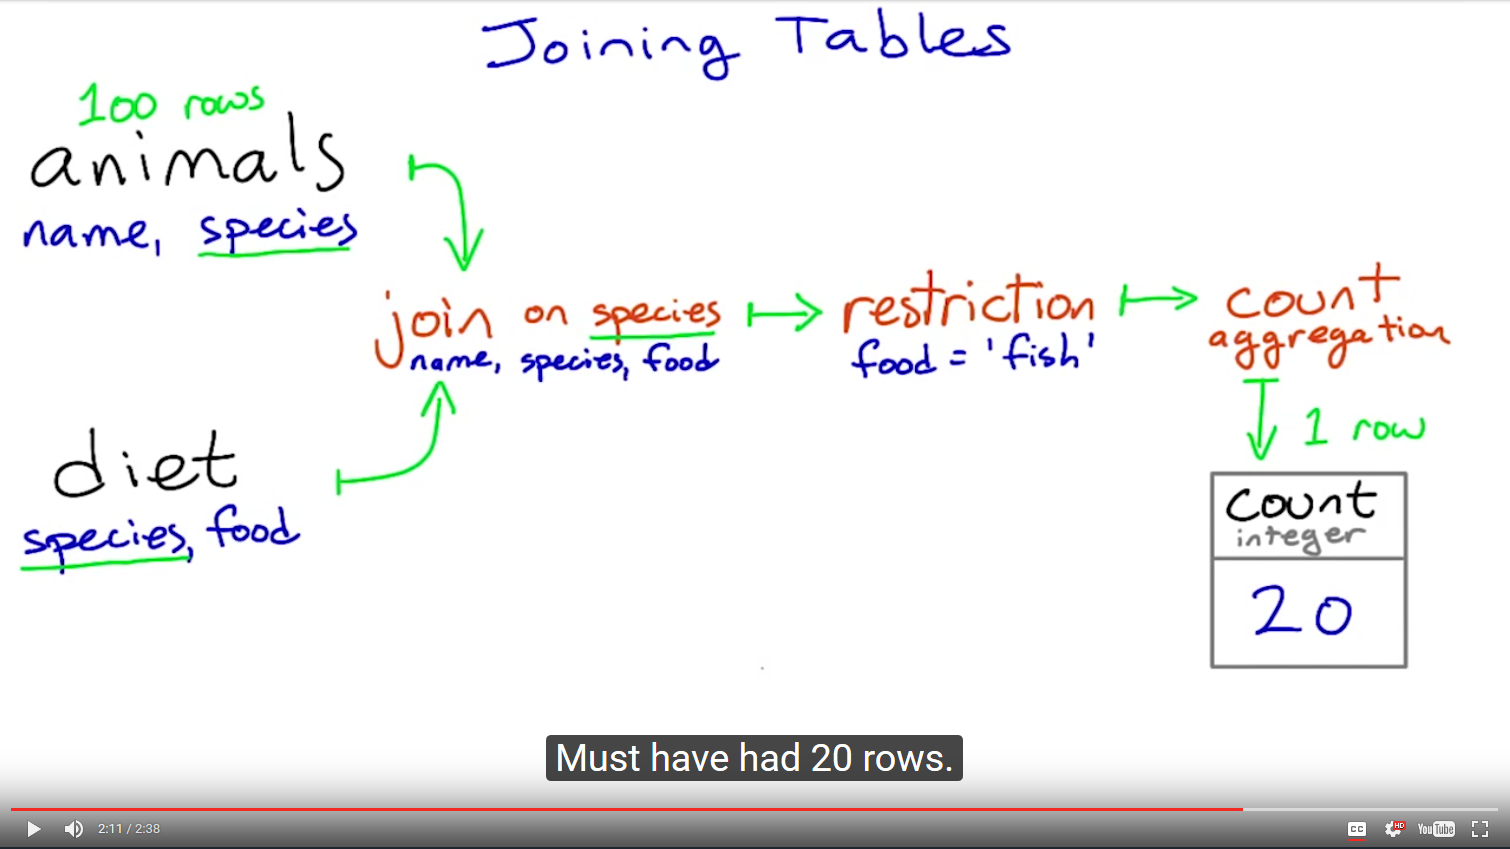 Joining Tables
100 rows
animals
name, species
join on species
name, species, food
restriction
food = 'fish'
count
aggregation
diet
species, food
1 row
count
integer
20
Must have had 20 rows.
2:11 / 2:38
CC
HD
YouTube